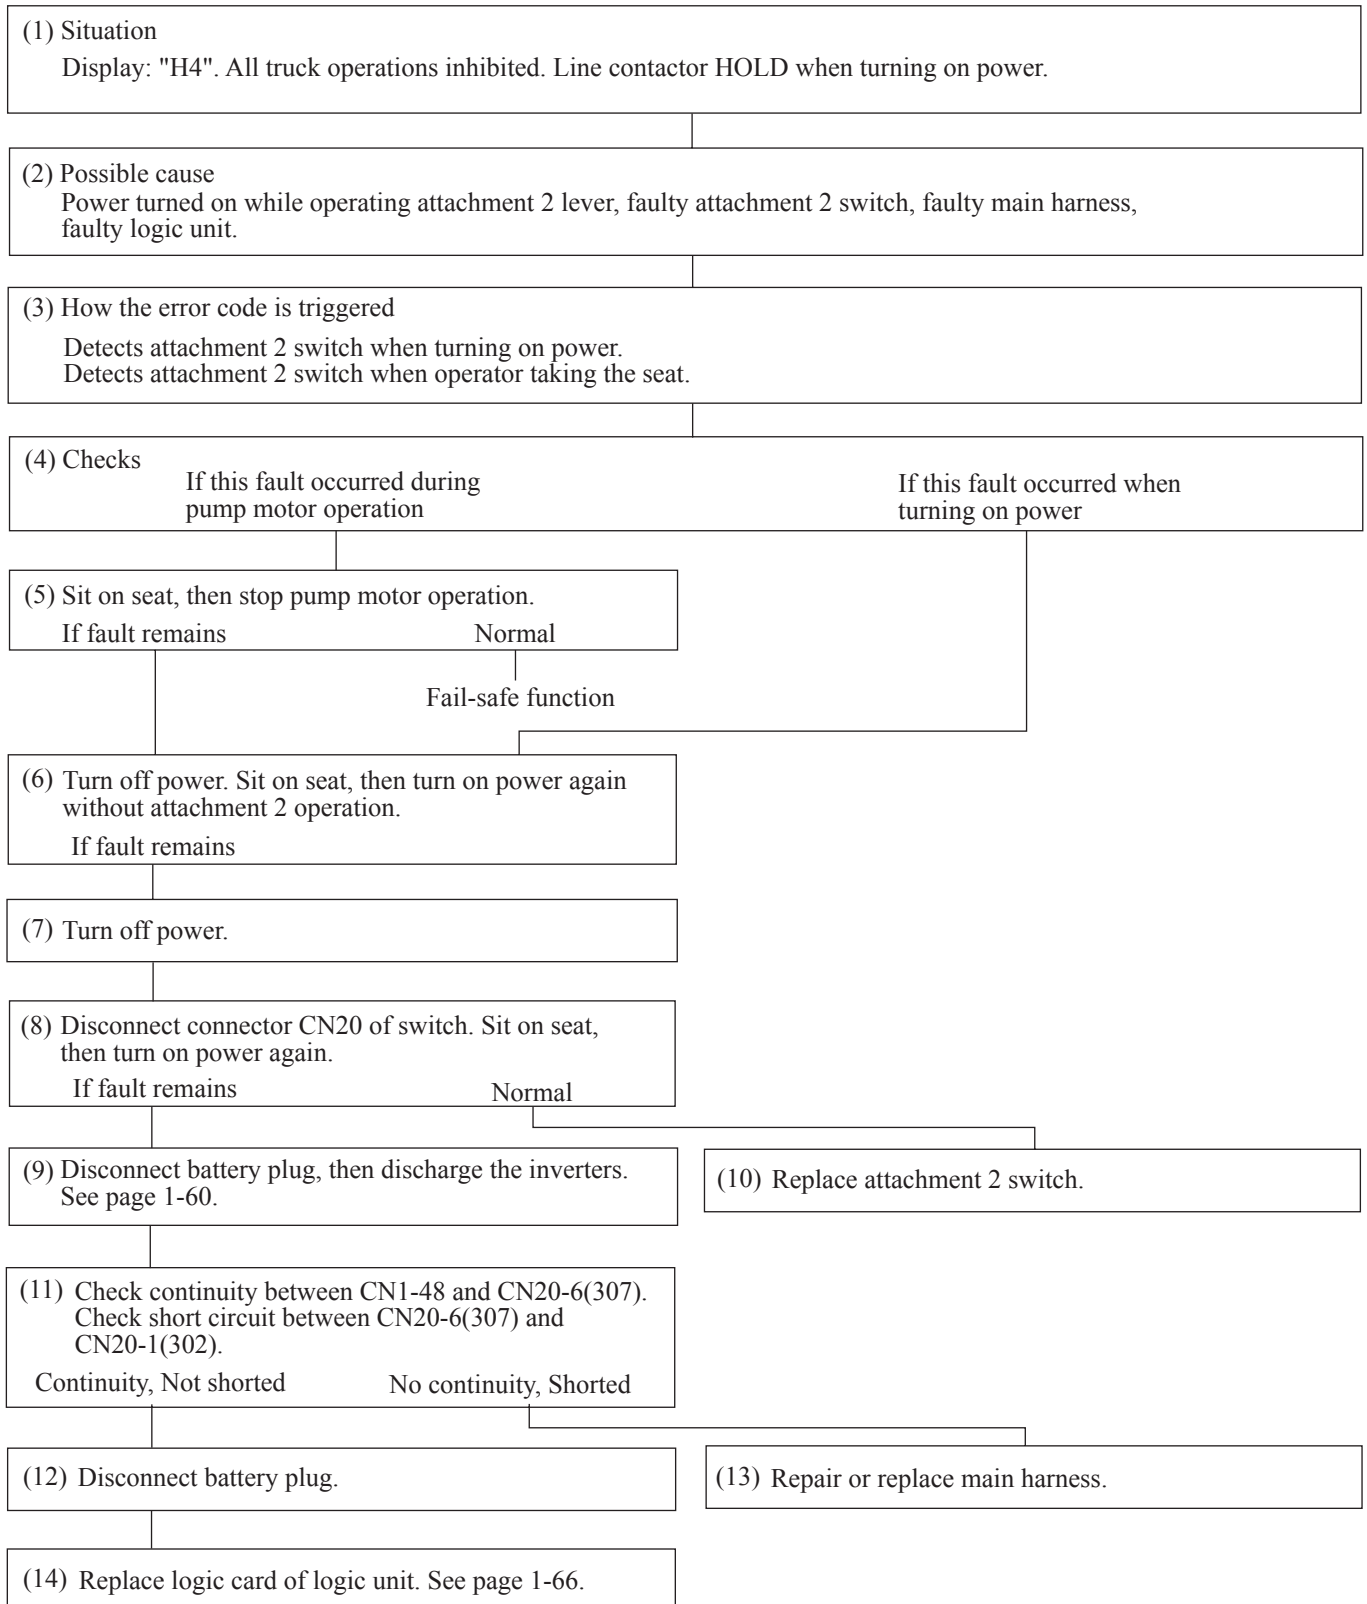 (1) Situation
Display: "H4". All truck operations inhibited. Line contactor HOLD when turning on power.
(2) Possible cause
Power turned on while operating attachment 2 lever, faulty attachment 2 switch, faulty main harness,
faulty logic unit.
(3) How the error code is triggered
Detects attachment 2 switch when turning on power.
Detects attachment 2 switch when operator taking the seat.
(4) Checks
If this fault occurred during
pump motor operation
If this fault occurred when
turning on power
(5) Sit on seat, then stop pump motor operation.
If fault remains
Normal
Fail-safe function
(6) Turn off power. Sit on seat, then turn on power again
without attachment 2 operation.
If fault remains
(7) Turn off power.
(8) Disconnect connector CN20 of switch. Sit on seat,
then turn on power again.
If fault remains
Normal
(9) Disconnect battery plug, then discharge the inverters.
See page 1-60.
(10) Replace attachment 2 switch.
(11) Check continuity between CN1-48 and CN20-6(307).
Check short circuit between CN20-6(307) and
CN20-1(302).
Continuity, Not shorted
No continuity, Shorted
(12) Disconnect battery plug.
(13) Repair or replace main harness.
(14) Replace logic card of logic unit. See page 1-66.